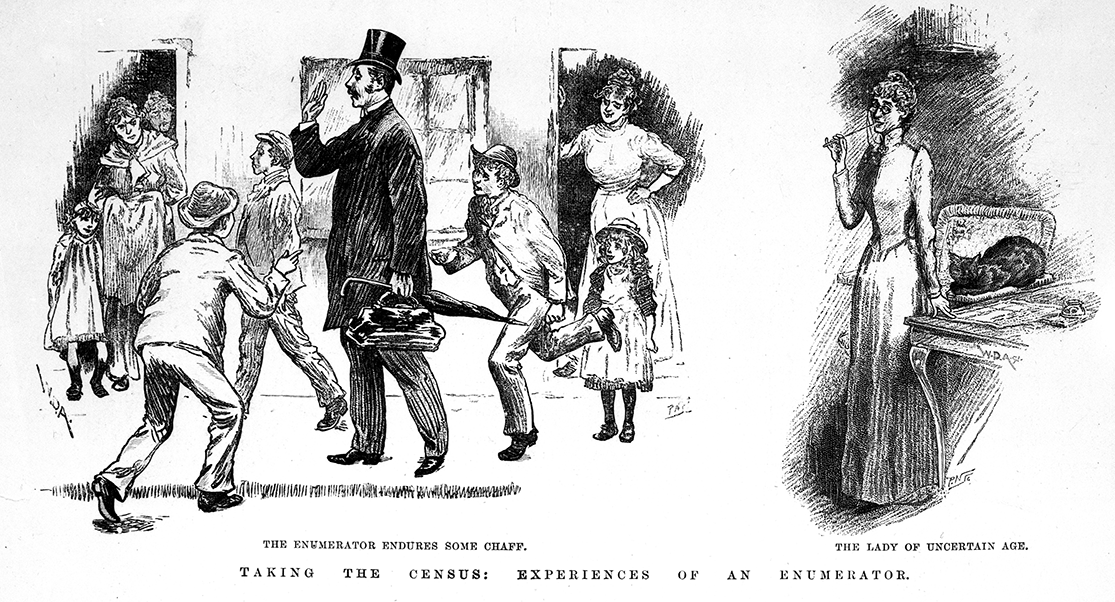 THE ENUMERATOR ENDURES SOME CHAFF.
THE LADY OF UNCERTAIN AGE.
TAKING THE CENSUS: EXPERIENCES OF AN ENUMERATOR.